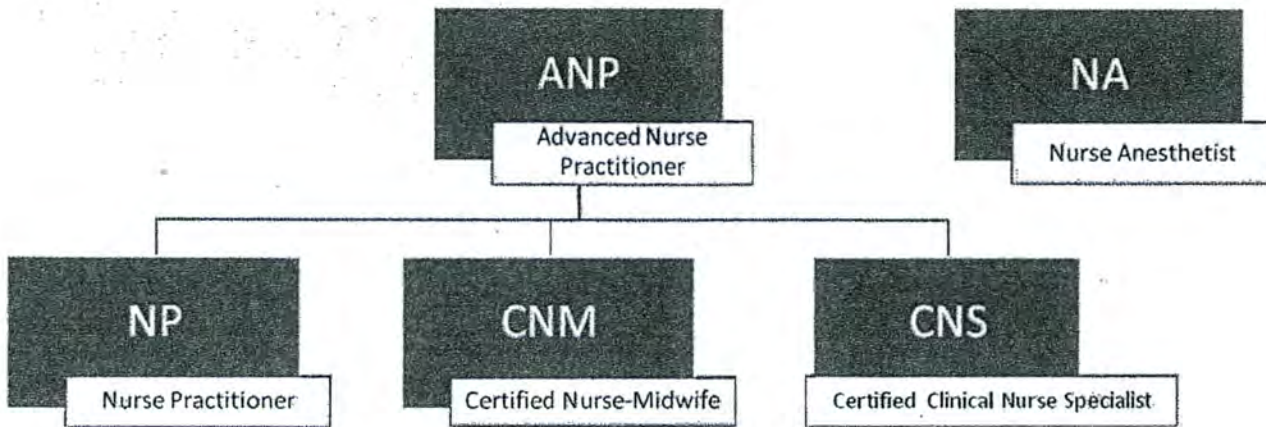 ANP
Advanced Nurse
Practitioner
NA
Nurse Anesthetist
NP
Nurse Practitioner
CNM
Certified Nurse-Midwife
CNS
Certified Clinical Nurse Specialist